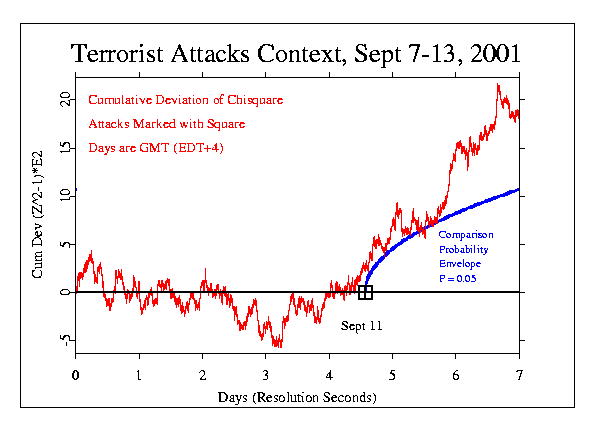 Terrorist Attacks Context, Sept 7-13, 2001
Cumulative Deviation of Chisquare
Attacks Marked with Square
Days are GMT (EDT+4)
Cum Dev (Z^2-1)*E2
20
15
10
5
0
-5
Comparison
Probability
Envelope
P = 0.05
Sept 11
0 1 2 3 4 5 6 7
Days (Resolution Seconds)